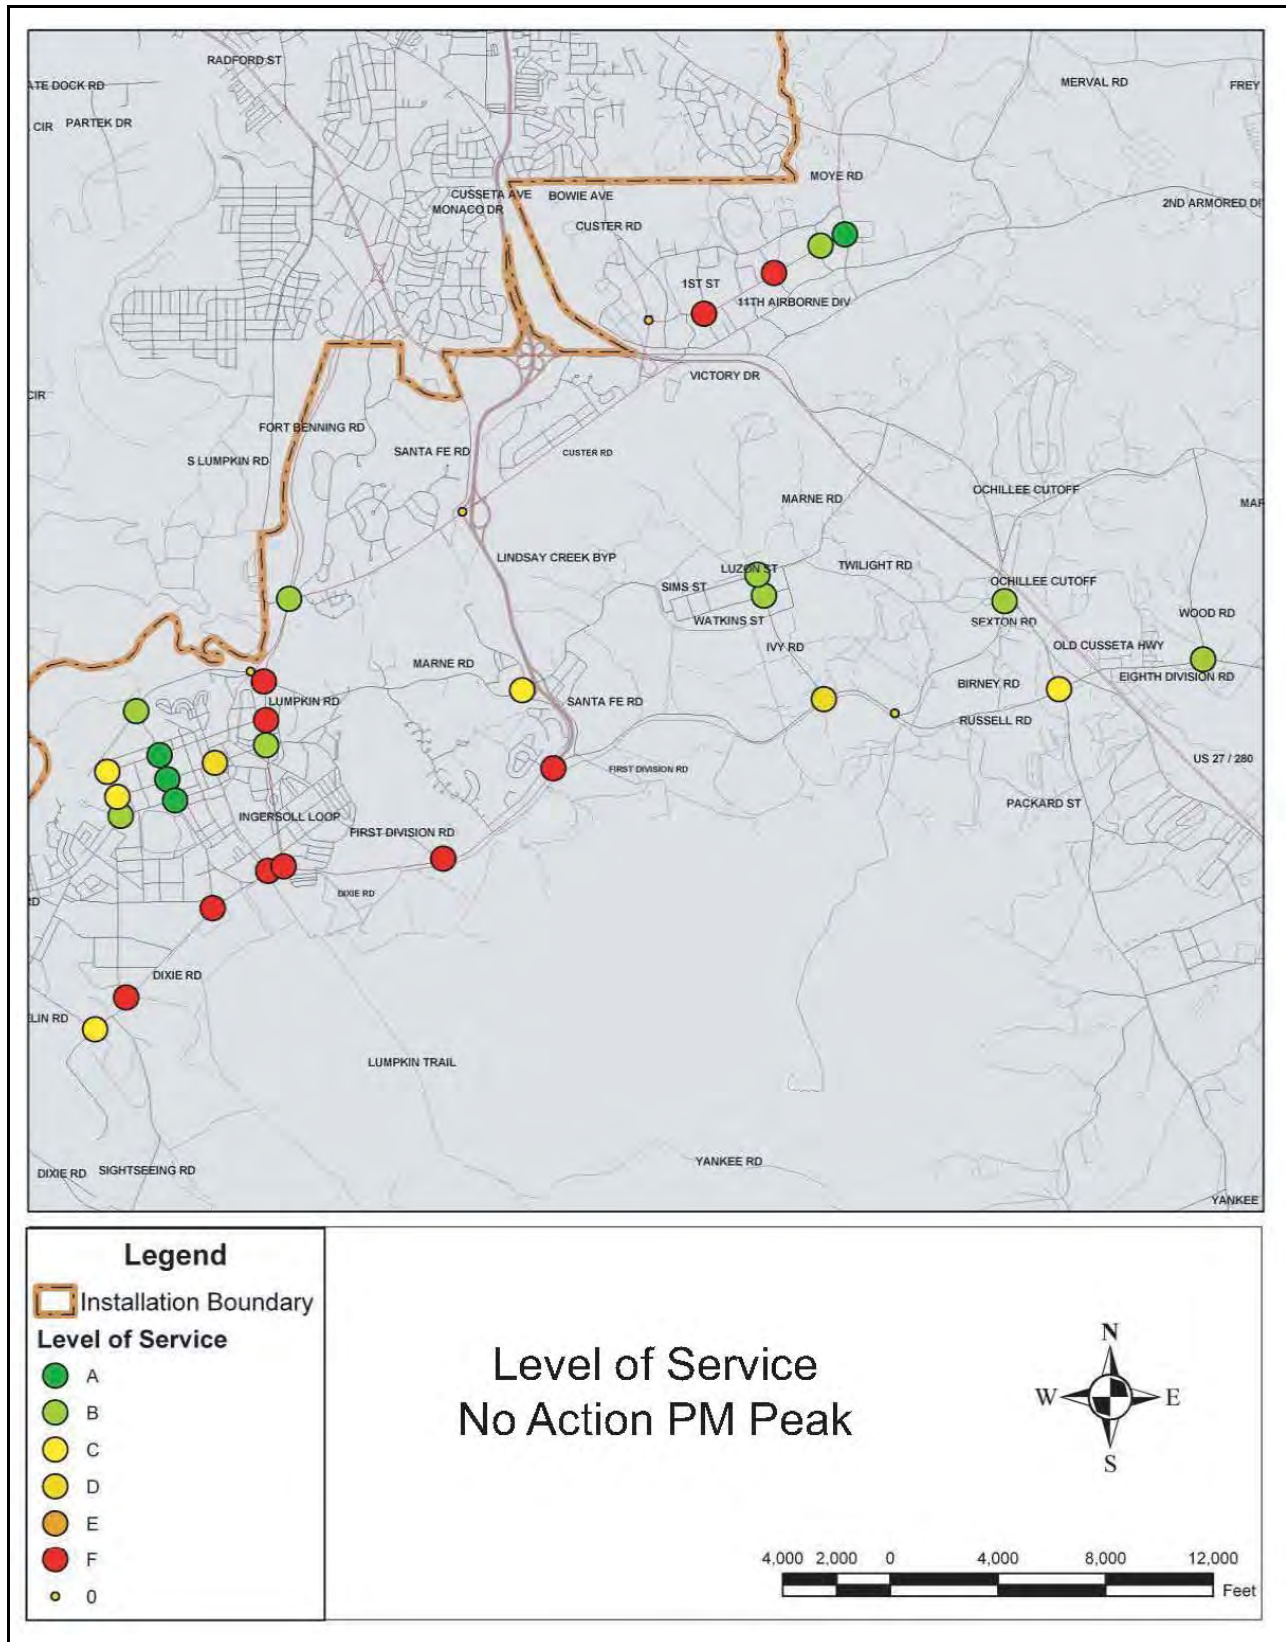 RADFORD ST
MERVAL RD
FREY
ATE DOCK RD
CIR
PARTEK DR
MOYE RD
CUSSETA AVE
BOWIE AVE
MONACO DR
2ND ARMORED DI
CUSTER RD
1ST ST
11TH AIRBORNE DIV
VICTORY DR
CIR
FORT BENNING RD
SANTA FE RD
CUSTER RD
S LUMPKIN RD
OCHILLEE CUTOFF
MARNE RD
MAR
LINDSAY CREEK BYP
LUZON ST
TWILIGHT RD
SIMS ST
OCHILLEE CUTOFF
WATKINS ST
SEXTON RD
WOOD RD
IVY RD
OLD CUSSETA HWY
MARNE RD
EIGHTH DIVISION RD
BIRNEY RD
LUMPKIN RD
SANTA FE RD
RUSSELL RD
US 27 / 280
FIRST DIVISION RD
PACKARD ST
INGERSOLL LOOP
FIRST DIVISION RD
DIXIE RD
RD
DIXIE RD
ELIN RD
LUMPKIN TRAIL
YANKEE RD
DIXIE RD
SIGHTSEEING RD
YANKEE
Legend
Installation Boundary
Level of Service
A
B
C
D
E
F
0
Level of Service
No Action PM Peak
N
W
E
S
4,000 2,000 0 4,000 8,000 12,000
Feet